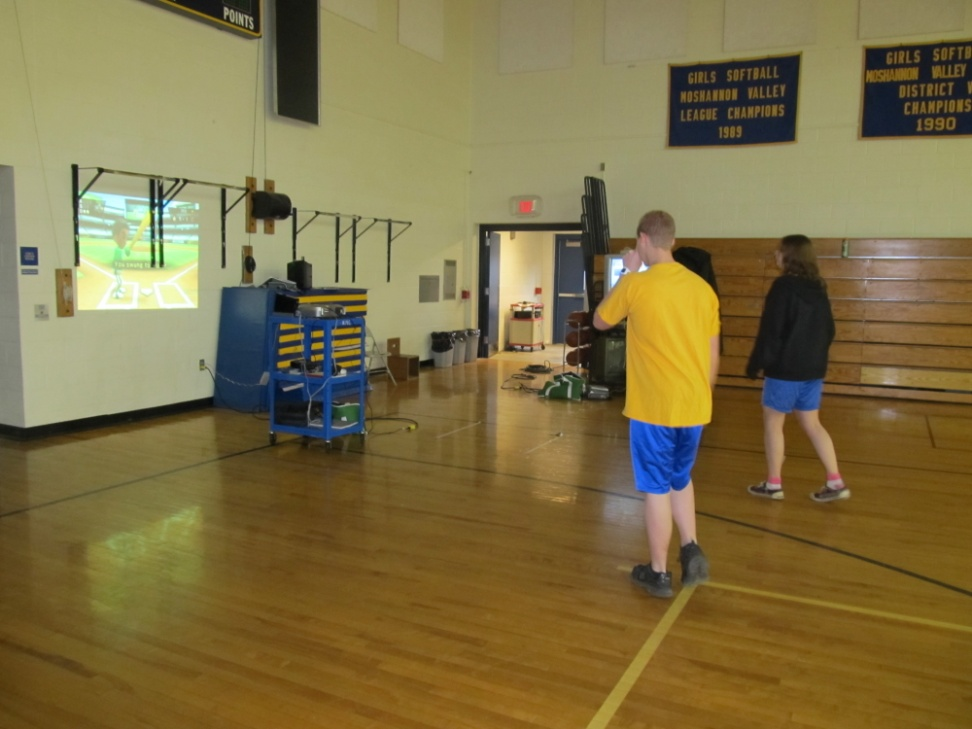 POINTS
GIRLS SOFTBALL
MOSHANNON VALLEY
LEAGUE CHAMPIONS
1989
GIRLS SOFTB
MOSHANNON VALLEY
DISTRICT
CHAMPIONS
1990